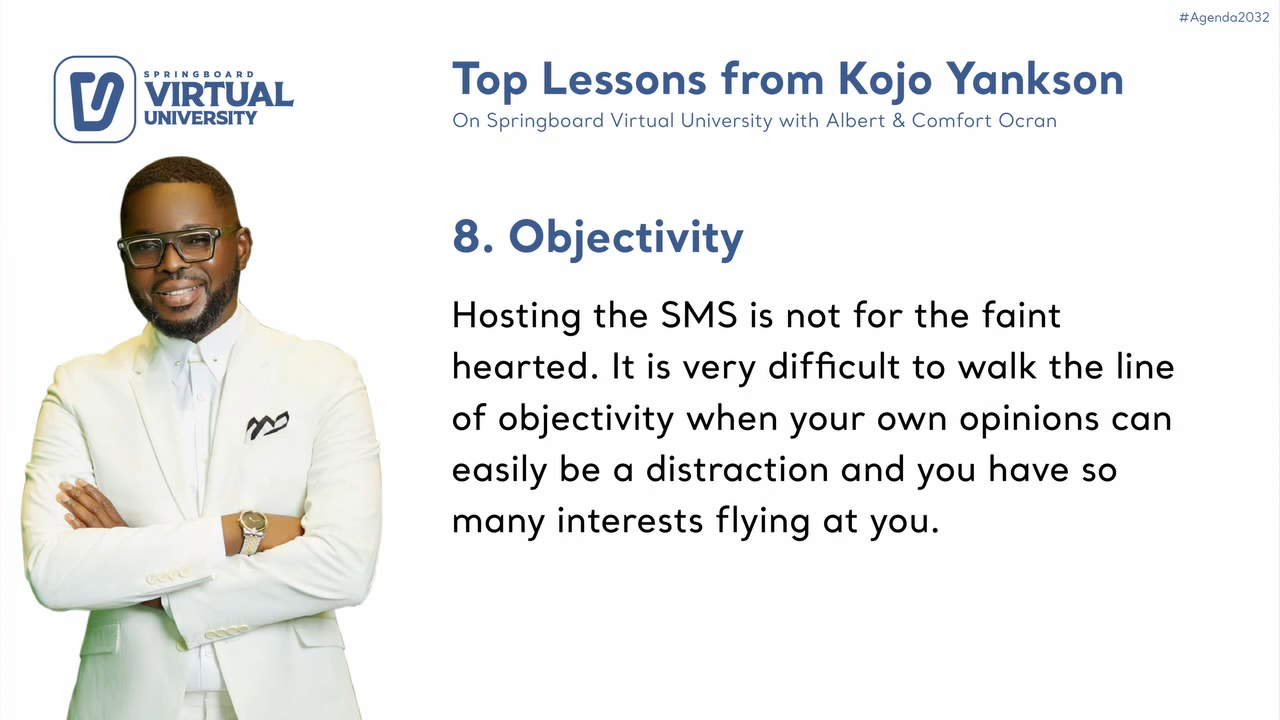 #Agenda2032
SPRINGBOARD
VIRTUAL
UNIVERSITY
Top Lessons from Kojo Yankson
On Springboard Virtual University with Albert & Comfort Ocran
8. Objectivity
Hosting the SMS is not for the faint
hearted. It is very difficult to walk the line
of objectivity when your own opinions can
easily be a distraction and you have so
many interests flying at you.